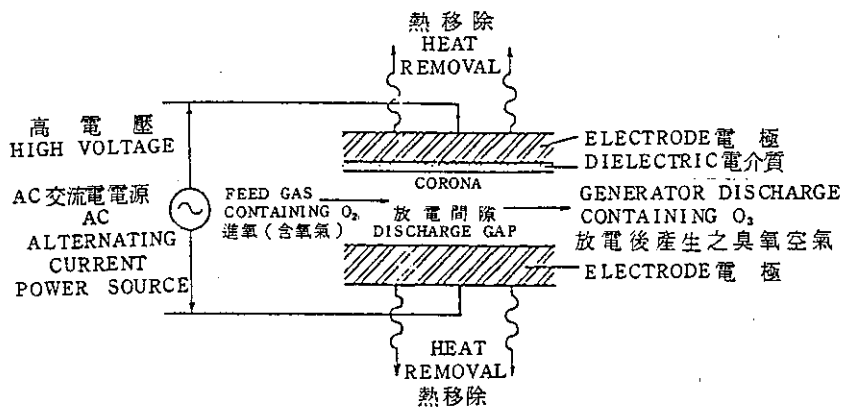 熱移除
HEAT
REMOVAL
高電壓
HIGH VOLTAGE
ELECTRODE電極
DIELECTRIC電介質
CORONA
AC交流電電源
AC
ALTERNATING
CURRENT
POWER SOURCE
FEED GAS
CONTAINING O₂
進氧(含氧氣)
放電間隙
DISCHARGE GAP
GENERATOR DISCHARGE
CONTAINING O₃
放電後產生之臭氧空氣
ELECTRODE電極
HEAT
REMOVAL
熱移除